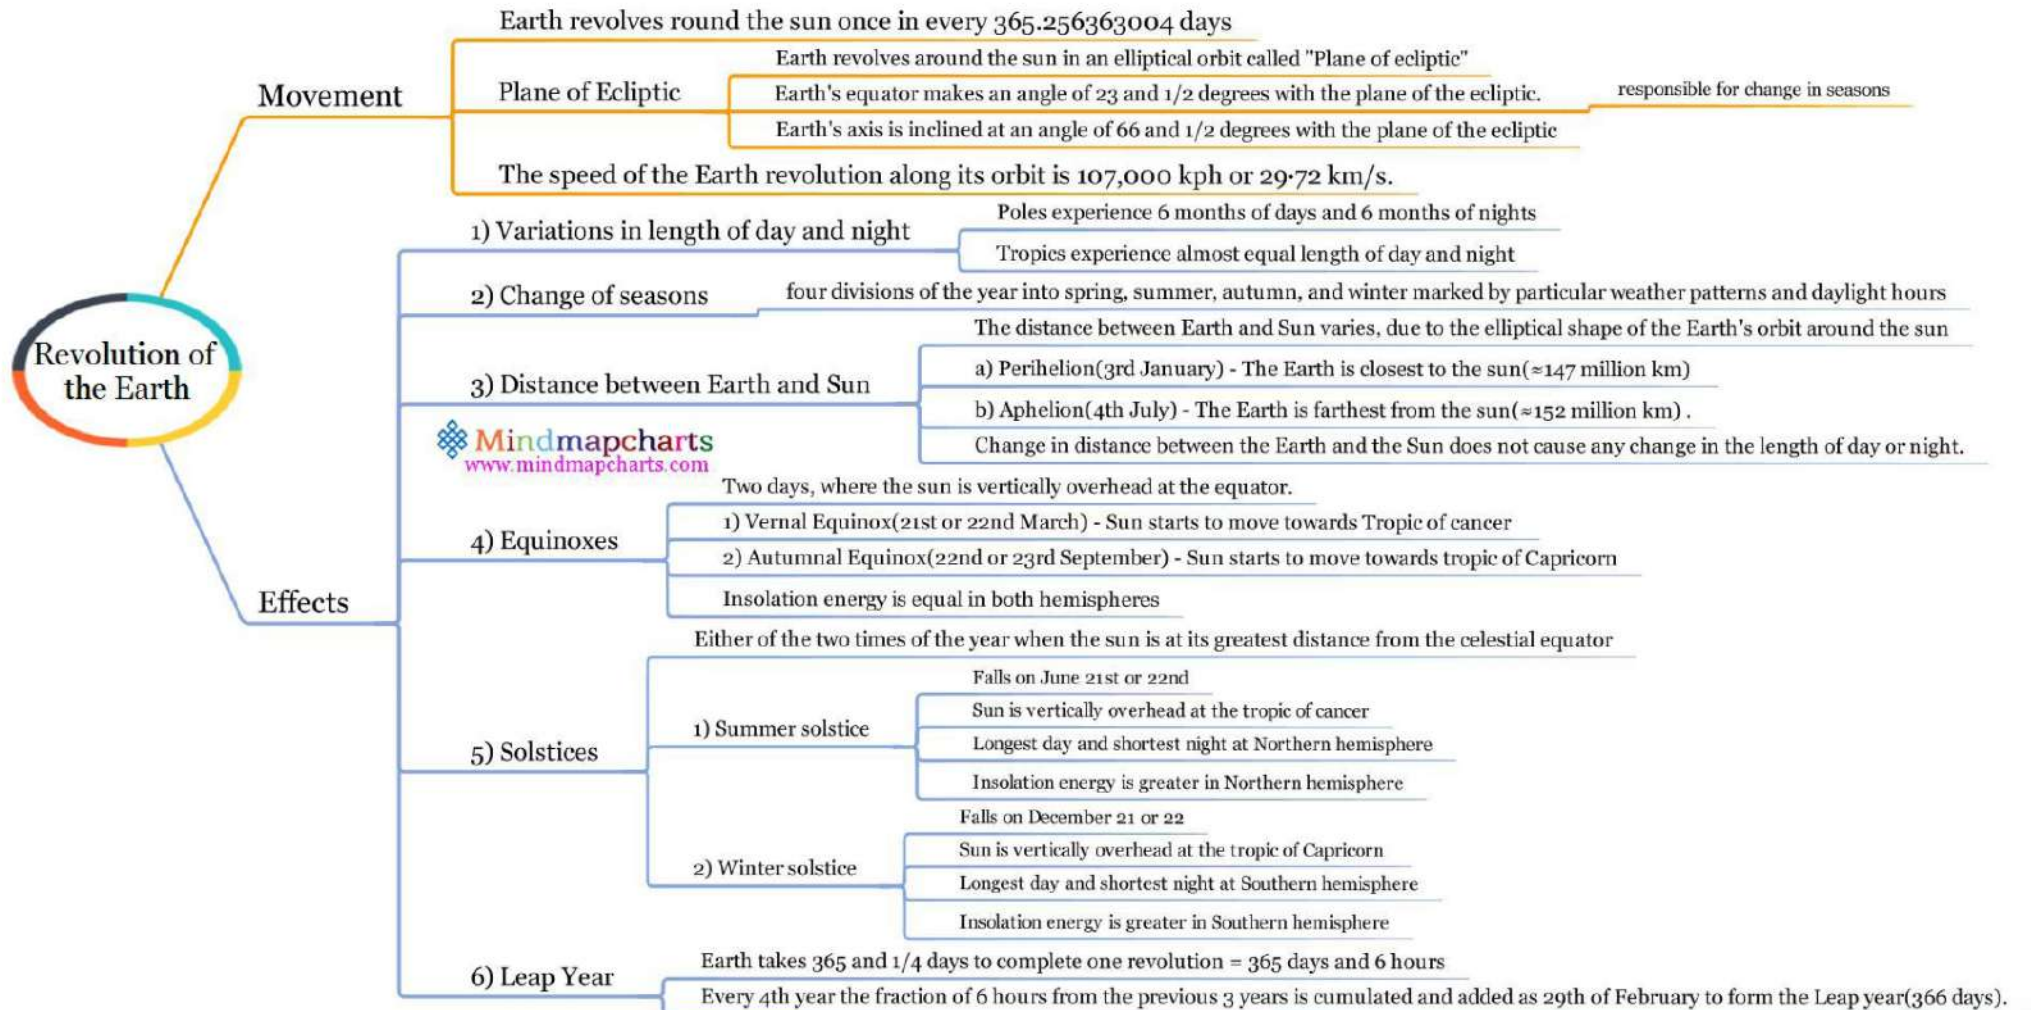 Revolution of
the Earth
Movement
Earth revolves round the sun once in every 365.256363004 days
Plane of Ecliptic
Earth revolves around the sun in an elliptical orbit called "Plane of ecliptic"
Earth's equator makes an angle of 23 and 1/2 degrees with the plane of the ecliptic.
responsible for change in seasons
Earth's axis is inclined at an angle of 66 and 1/2 degrees with the plane of the ecliptic
The speed of the Earth revolution along its orbit is 107,000 kph or 29·72 km/s.
Effects
1) Variations in length of day and night
Poles experience 6 months of days and 6 months of nights
Tropics experience almost equal length of day and night
2) Change of seasons
four divisions of the year into spring, summer, autumn, and winter marked by particular weather patterns and daylight hours
3) Distance between Earth and Sun
The distance between Earth and Sun varies, due to the elliptical shape of the Earth's orbit around the sun
a) Perihelion(3rd January) - The Earth is closest to the sun(≈147 million km)
b) Aphelion(4th July) - The Earth is farthest from the sun(≈152 million km) .
Change in distance between the Earth and the Sun does not cause any change in the length of day or night.
Mindmapcharts
www.mindmapcharts.com
4) Equinoxes
Two days, where the sun is vertically overhead at the equator.
1) Vernal Equinox(21st or 22nd March) - Sun starts to move towards Tropic of cancer
2) Autumnal Equinox(22nd or 23rd September) - Sun starts to move towards tropic of Capricorn
Insolation energy is equal in both hemispheres
5) Solstices
Either of the two times of the year when the sun is at its greatest distance from the celestial equator
1) Summer solstice
Falls on June 21st or 22nd
Sun is vertically overhead at the tropic of cancer
Longest day and shortest night at Northern hemisphere
Insolation energy is greater in Northern hemisphere
2) Winter solstice
Falls on December 21 or 22
Sun is vertically overhead at the tropic of Capricorn
Longest day and shortest night at Southern hemisphere
Insolation energy is greater in Southern hemisphere
6) Leap Year
Earth takes 365 and 1/4 days to complete one revolution = 365 days and 6 hours
Every 4th year the fraction of 6 hours from the previous 3 years is cumulated and added as 29th of February to form the Leap year(366 days).